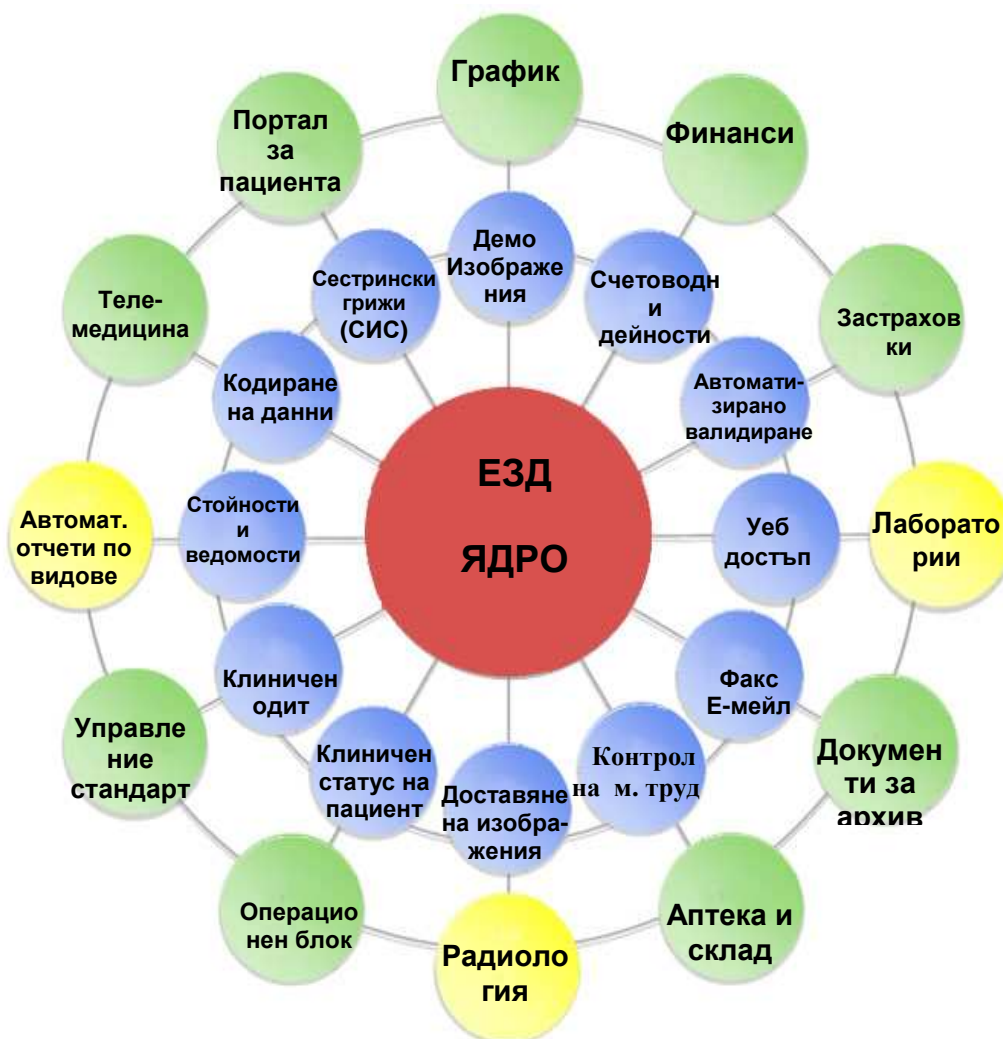 График
Портал
за
пациента
Финанси
Демо
Изображе
ния
Сестрински
грижи
(СИС)
Счетоводн
и
дейности
Теле-
медицина
Застрахов
ки
Кодиране
на данни
Автомати-
зирано
валидиране
ЕЗД
ЯДРО
Автомат.
отчети по
видове
Стойности
и
ведомости
Уеб
достъп
Лаборато
рии
Клиничен
одит
Факс
Е-мейл
Управле
ние
стандарт
Клиничен
статус на
пациент
Доставяне
на изобра-
жения
Контрол
на м. труд
Документ
ти за
архив
Операцио
нен блок
Радиоло
гия
Аптека и
склад